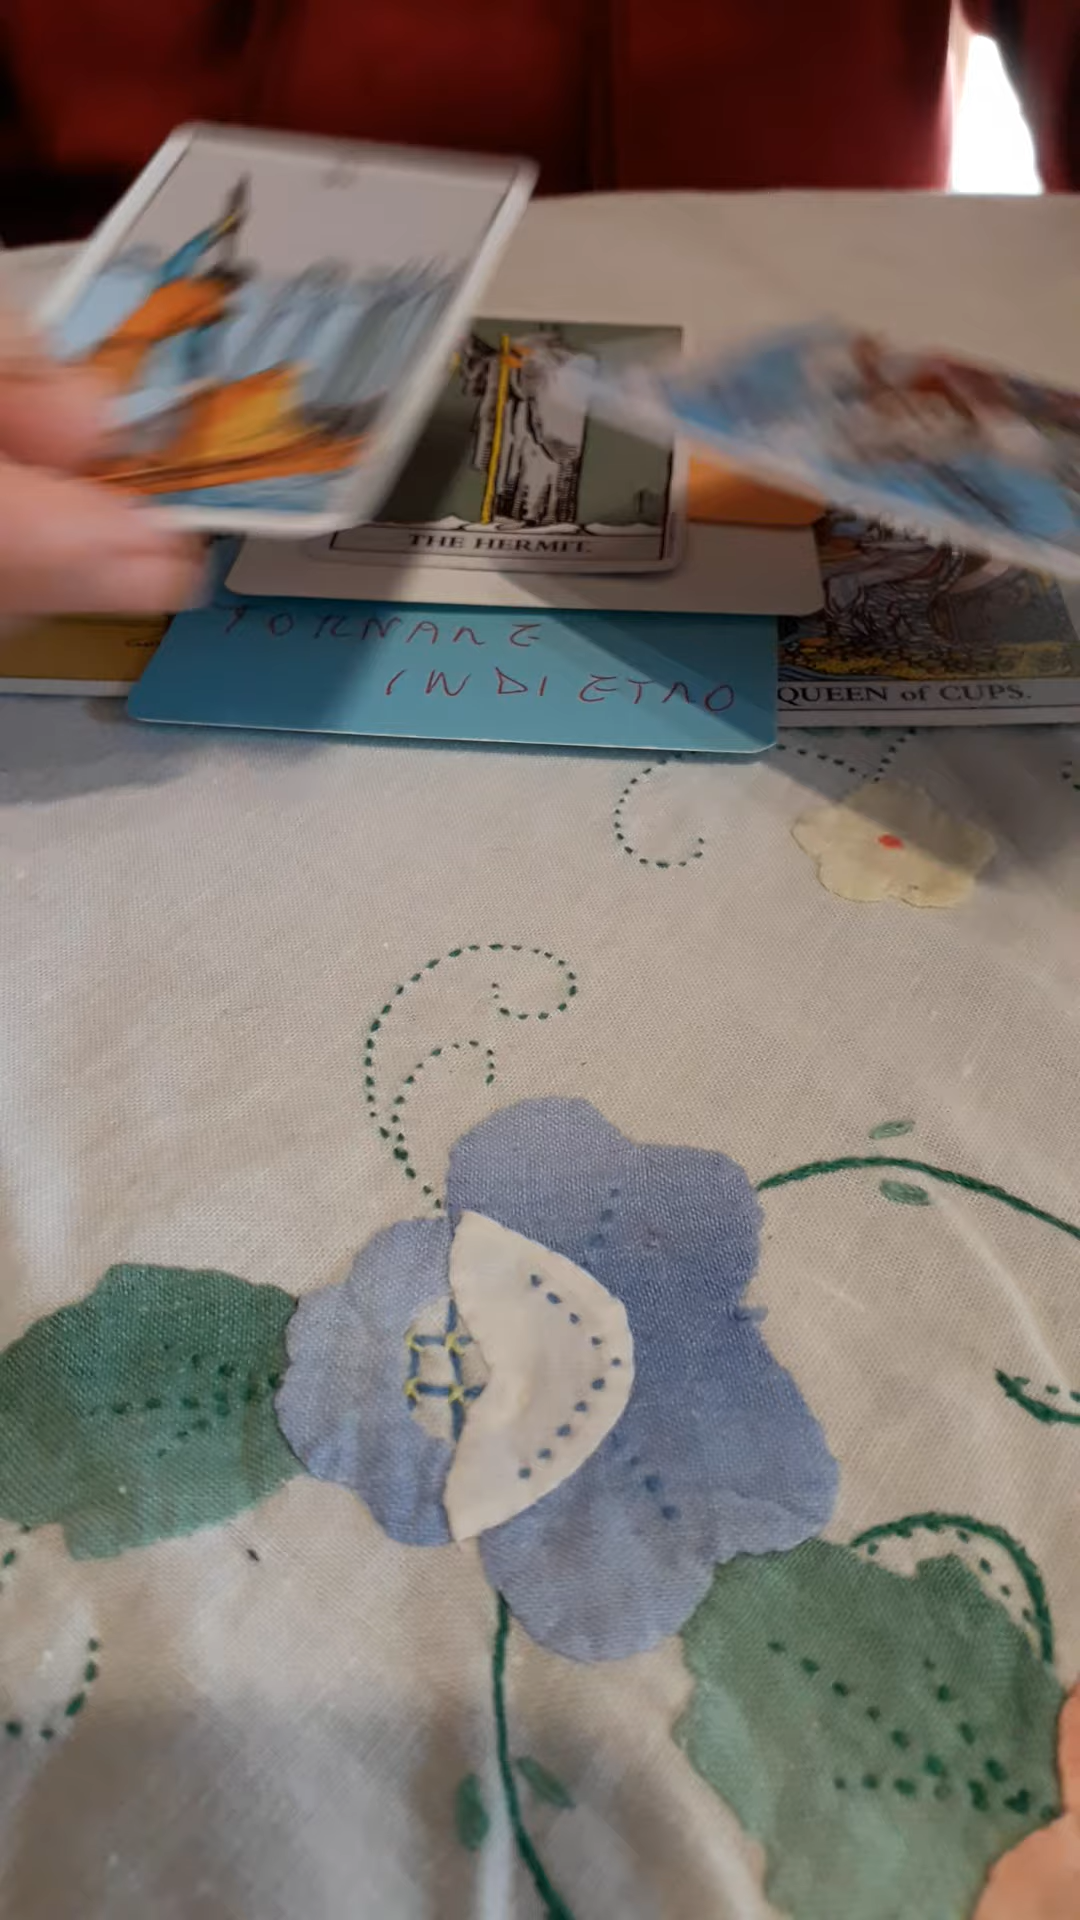 THE HERMIT.
TORNARE
INDIETRO
QUEEN of CUPS.